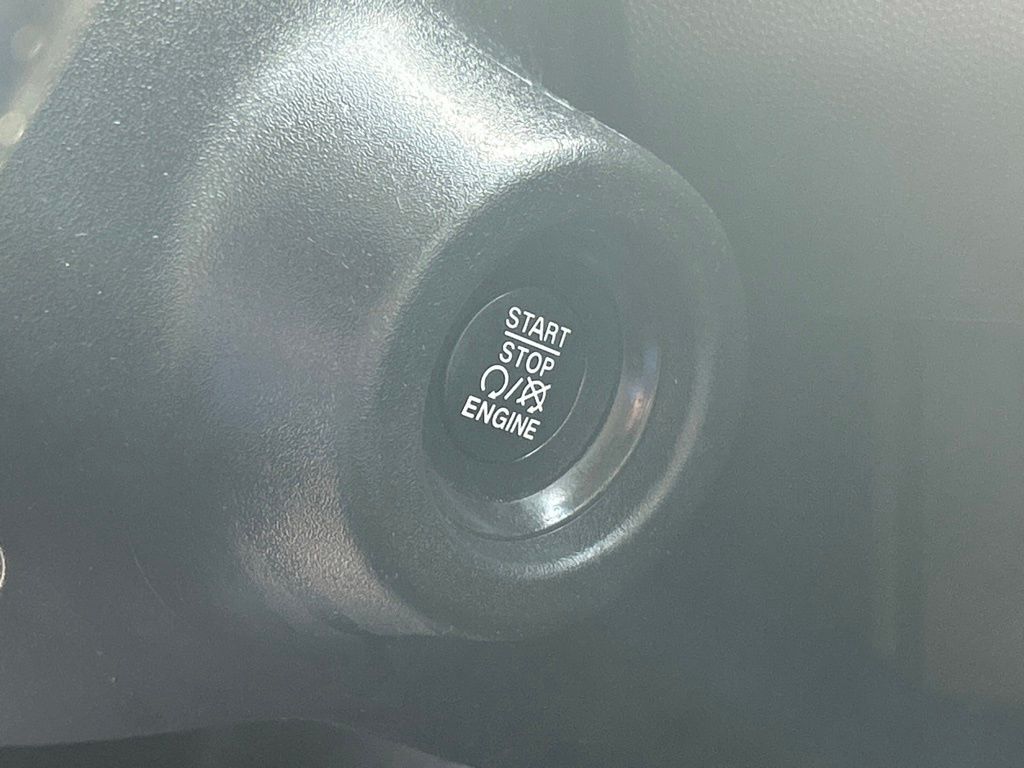 START
STOP
/
ENGINE